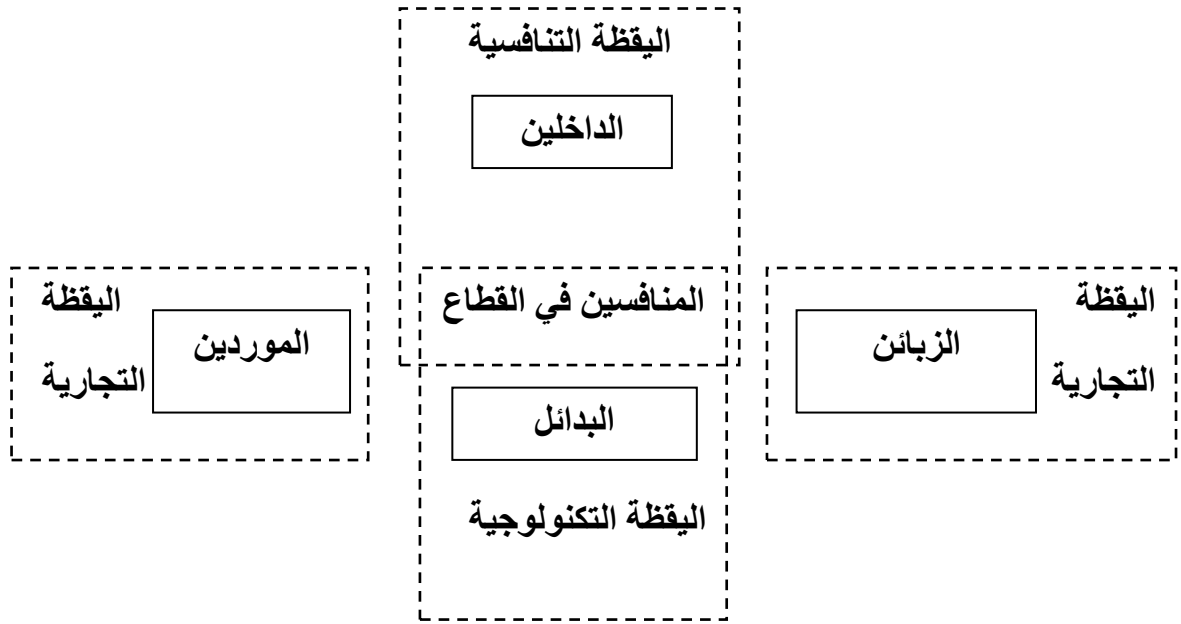 اليقظة التنافسية
الداخلين
المنافسين في القطاع
اليقظة
التجارية
الزبائن
اليقظة
التجارية
الموردين
البدائل
اليقظة التكنولوجية